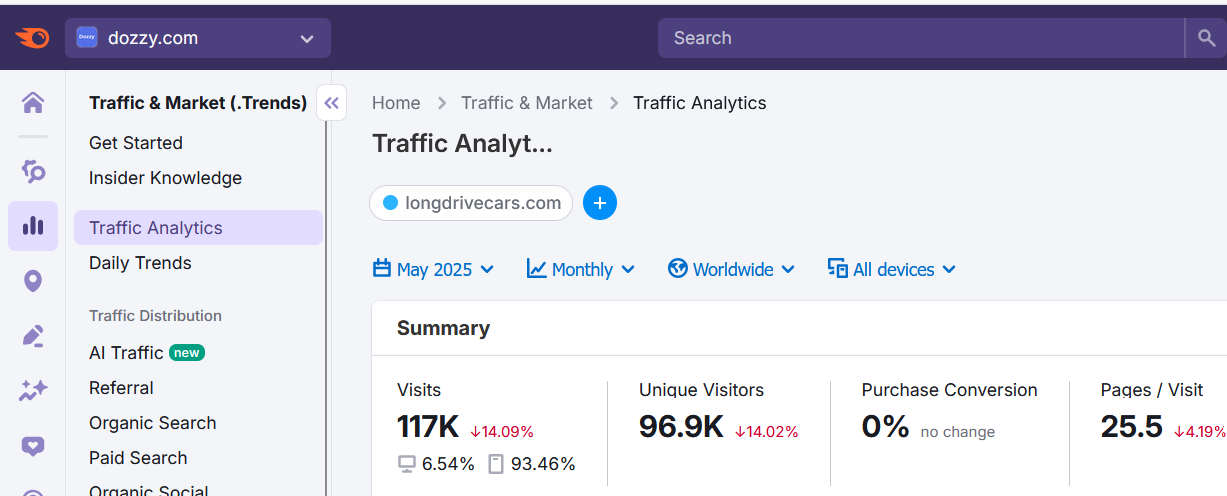 dozzy.com
Search
Traffic & Market (.Trends)
Get Started
Insider Knowledge
Traffic Analytics
Daily Trends
Traffic Distribution
AI Traffic new
Referral
Organic Search
Paid Search
Organic Social
Home > Traffic & Market > Traffic Analytics
Traffic Analyt...
longdrivecars.com +
May 2025 Monthly Worldwide All devices
Summary
Visits Unique Visitors Purchase Conversion Pages / Visit
117K ↓14.09% 96.9K ↓14.02% 0% no change 25.5 ↓4.19%
6.54% 93.46%